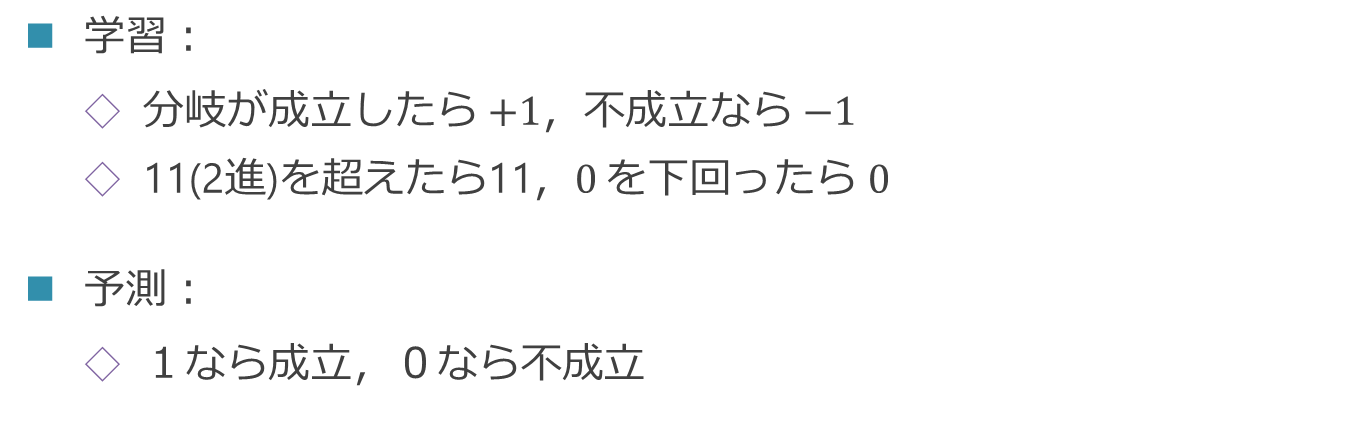 ■ 学習：
◇ 分岐が成立したら +1，不成立なら −1
◇ 11(2進)を超えたら11，0 を下回ったら 0
■ 予測：
◇ １なら成立，０なら不成立